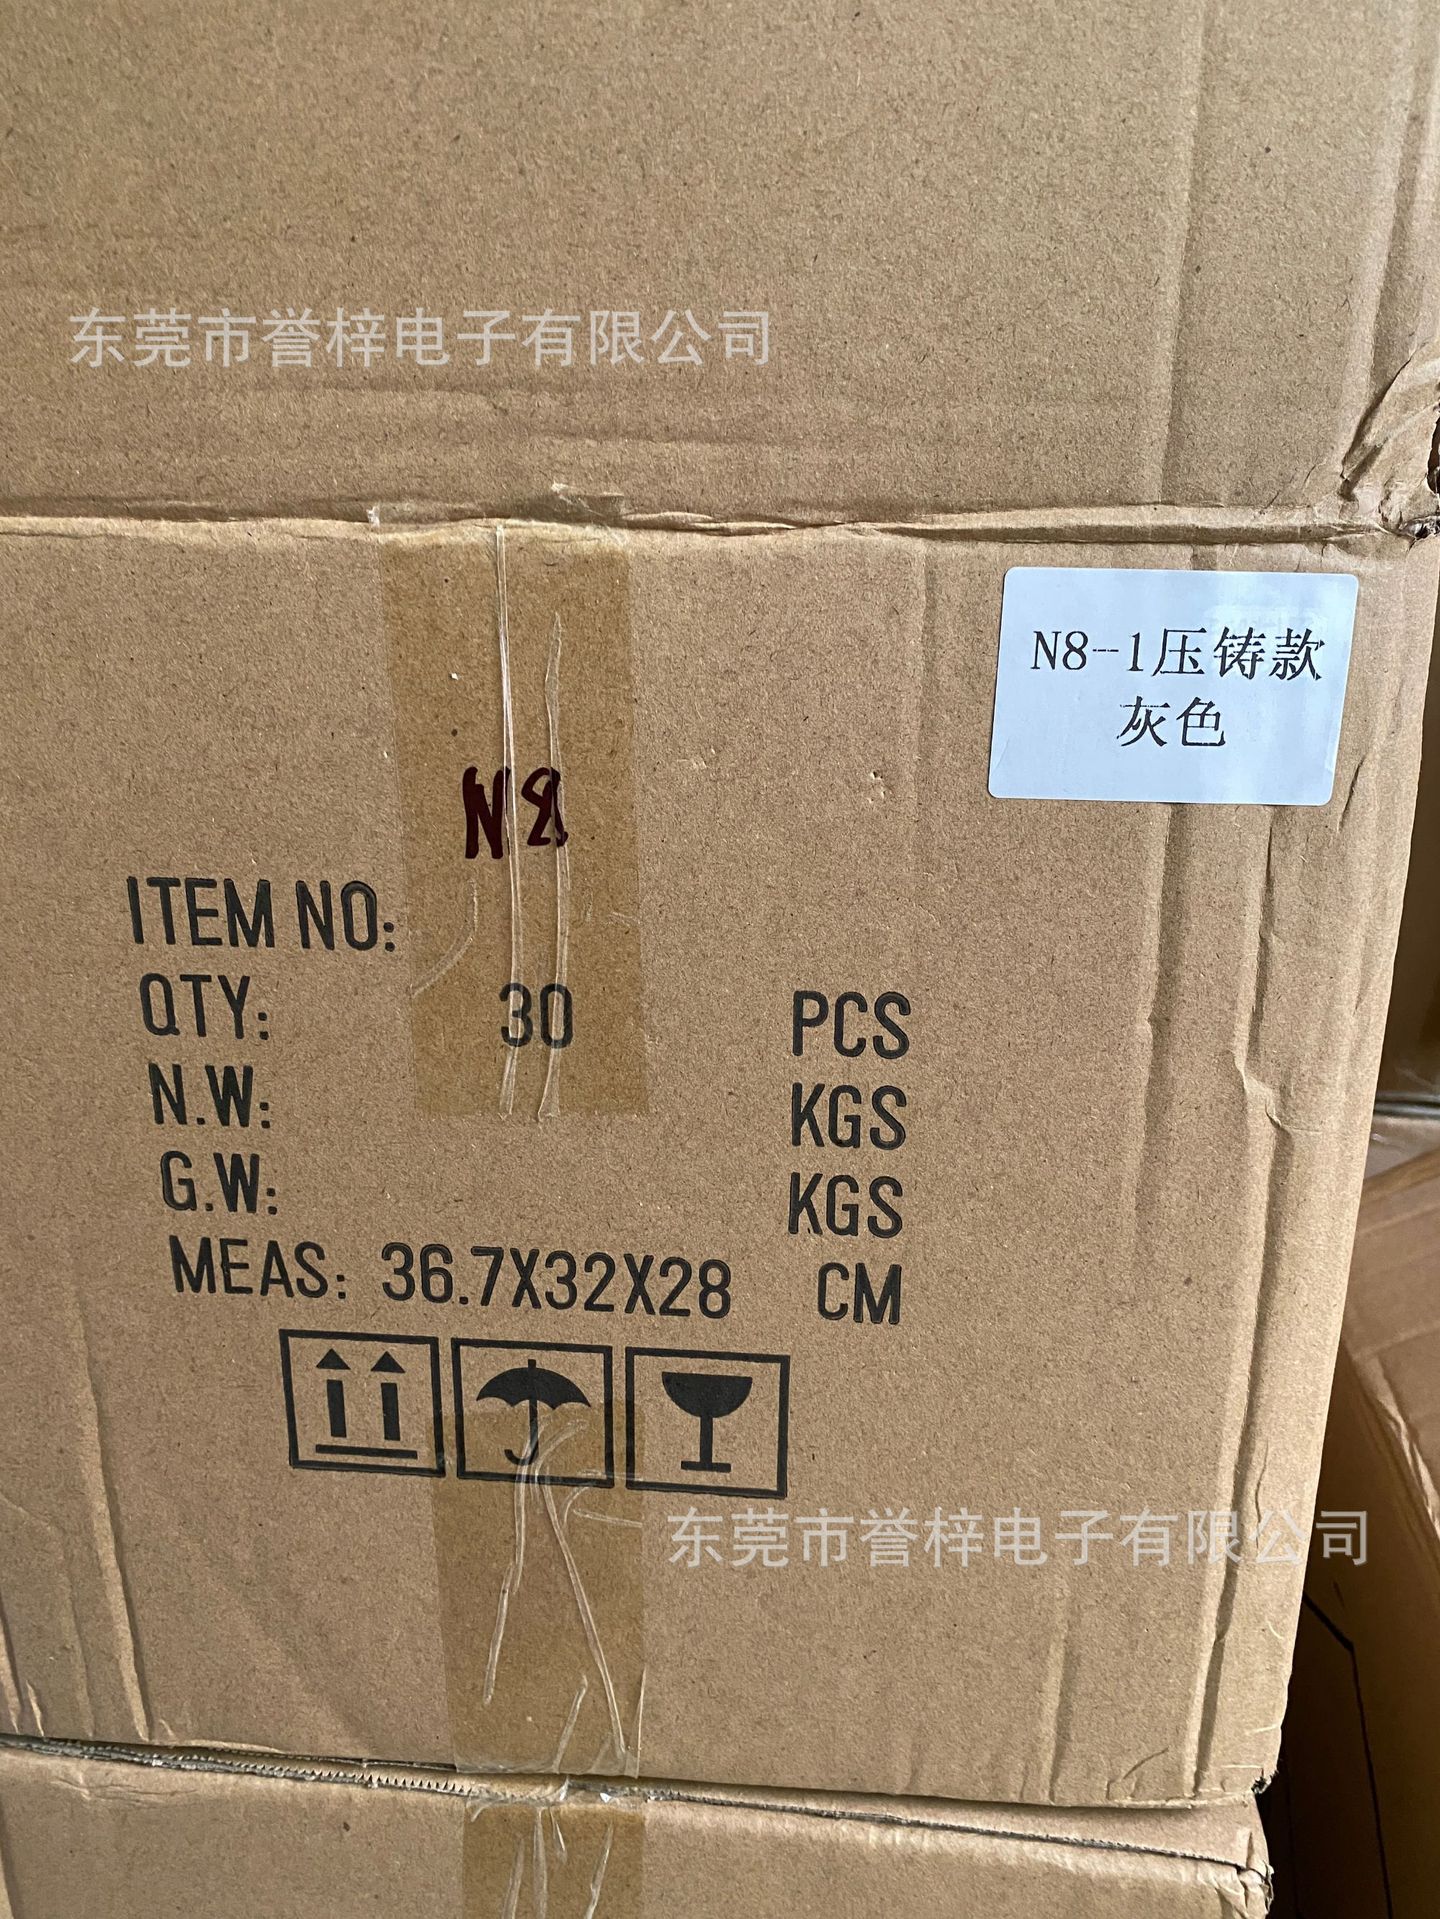 东莞市誉梓电子有限公司
N8-1压铸款
灰色
N8
ITEM NO:
QTY: 30 PCS
N.W: KGS
G.W: KGS
MEAS: 36.7X32X28 CM
东莞市誉梓电子有限公司